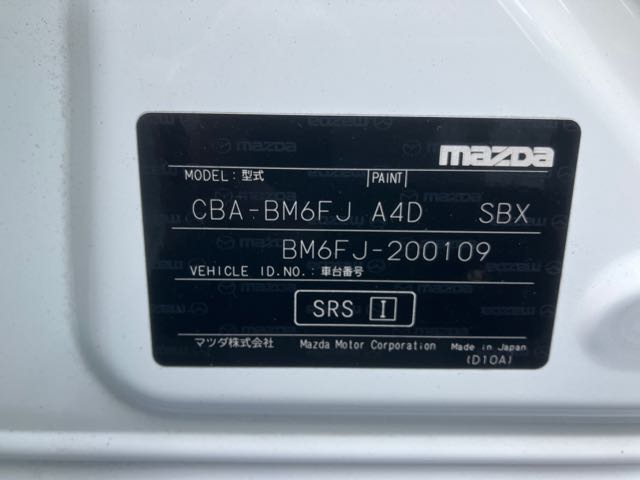 mazda
MODEL: 型式 PAINT
CBA-BM6FJ A4D SBX
BM6FJ-200109
VEHICLE ID.NO.: 車台番号
SRS I
マツダ株式会社 Mazda Motor Corporation Made in Japan
(D10A)